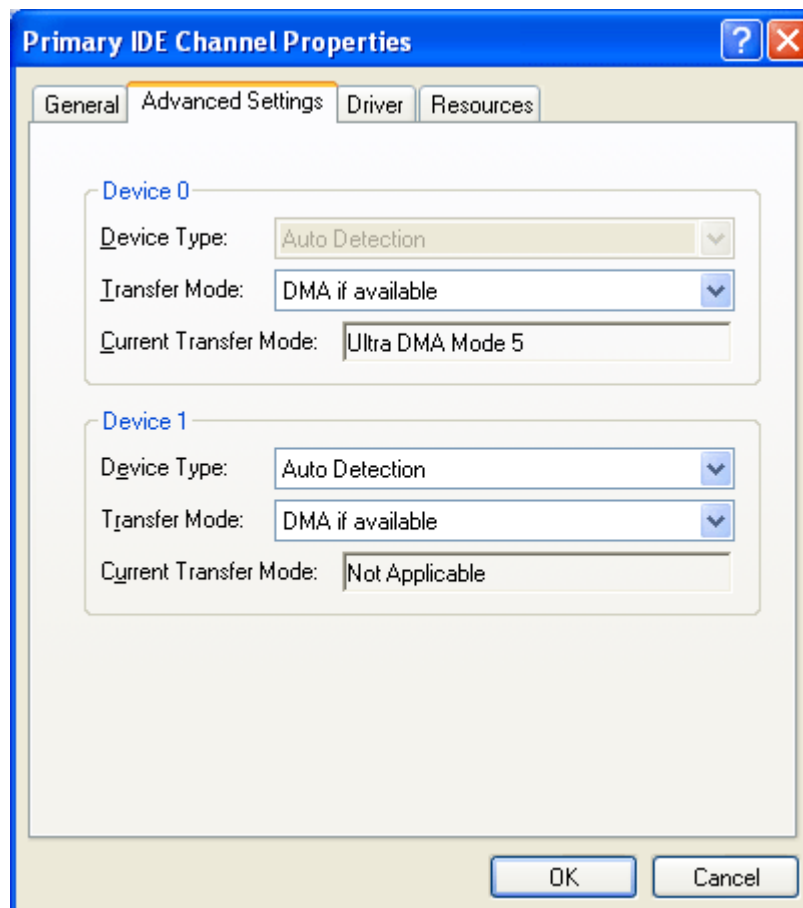 Primary IDE Channel Properties ?
General Advanced Settings Driver Resources
Device 0
Device Type: Auto Detection
Transfer Mode: DMA if available
Current Transfer Mode: Ultra DMA Mode 5
Device 1
Device Type: Auto Detection
Transfer Mode: DMA if available
Current Transfer Mode: Not Applicable
OK Cancel